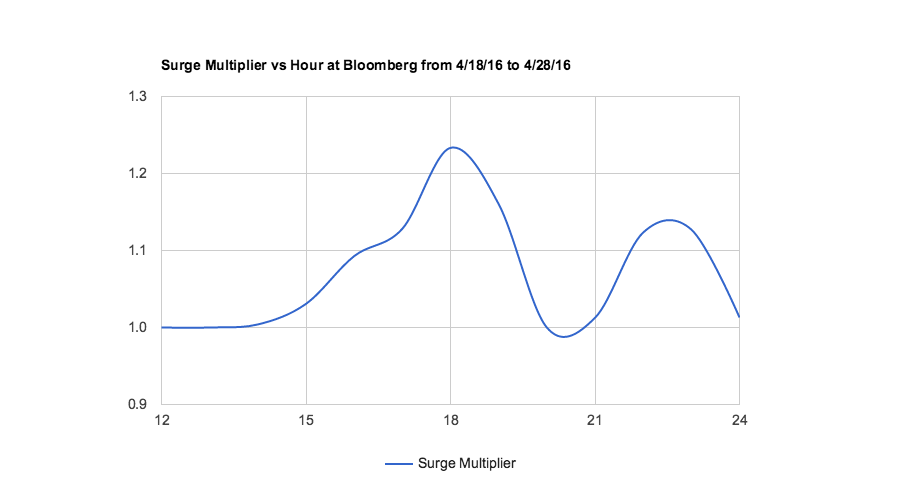 Surge Multiplier vs Hour at Bloomberg from 4/18/16 to 4/28/16
1.3
1.2
1.1
1.0
0.9
12 15 18 21 24
Surge Multiplier